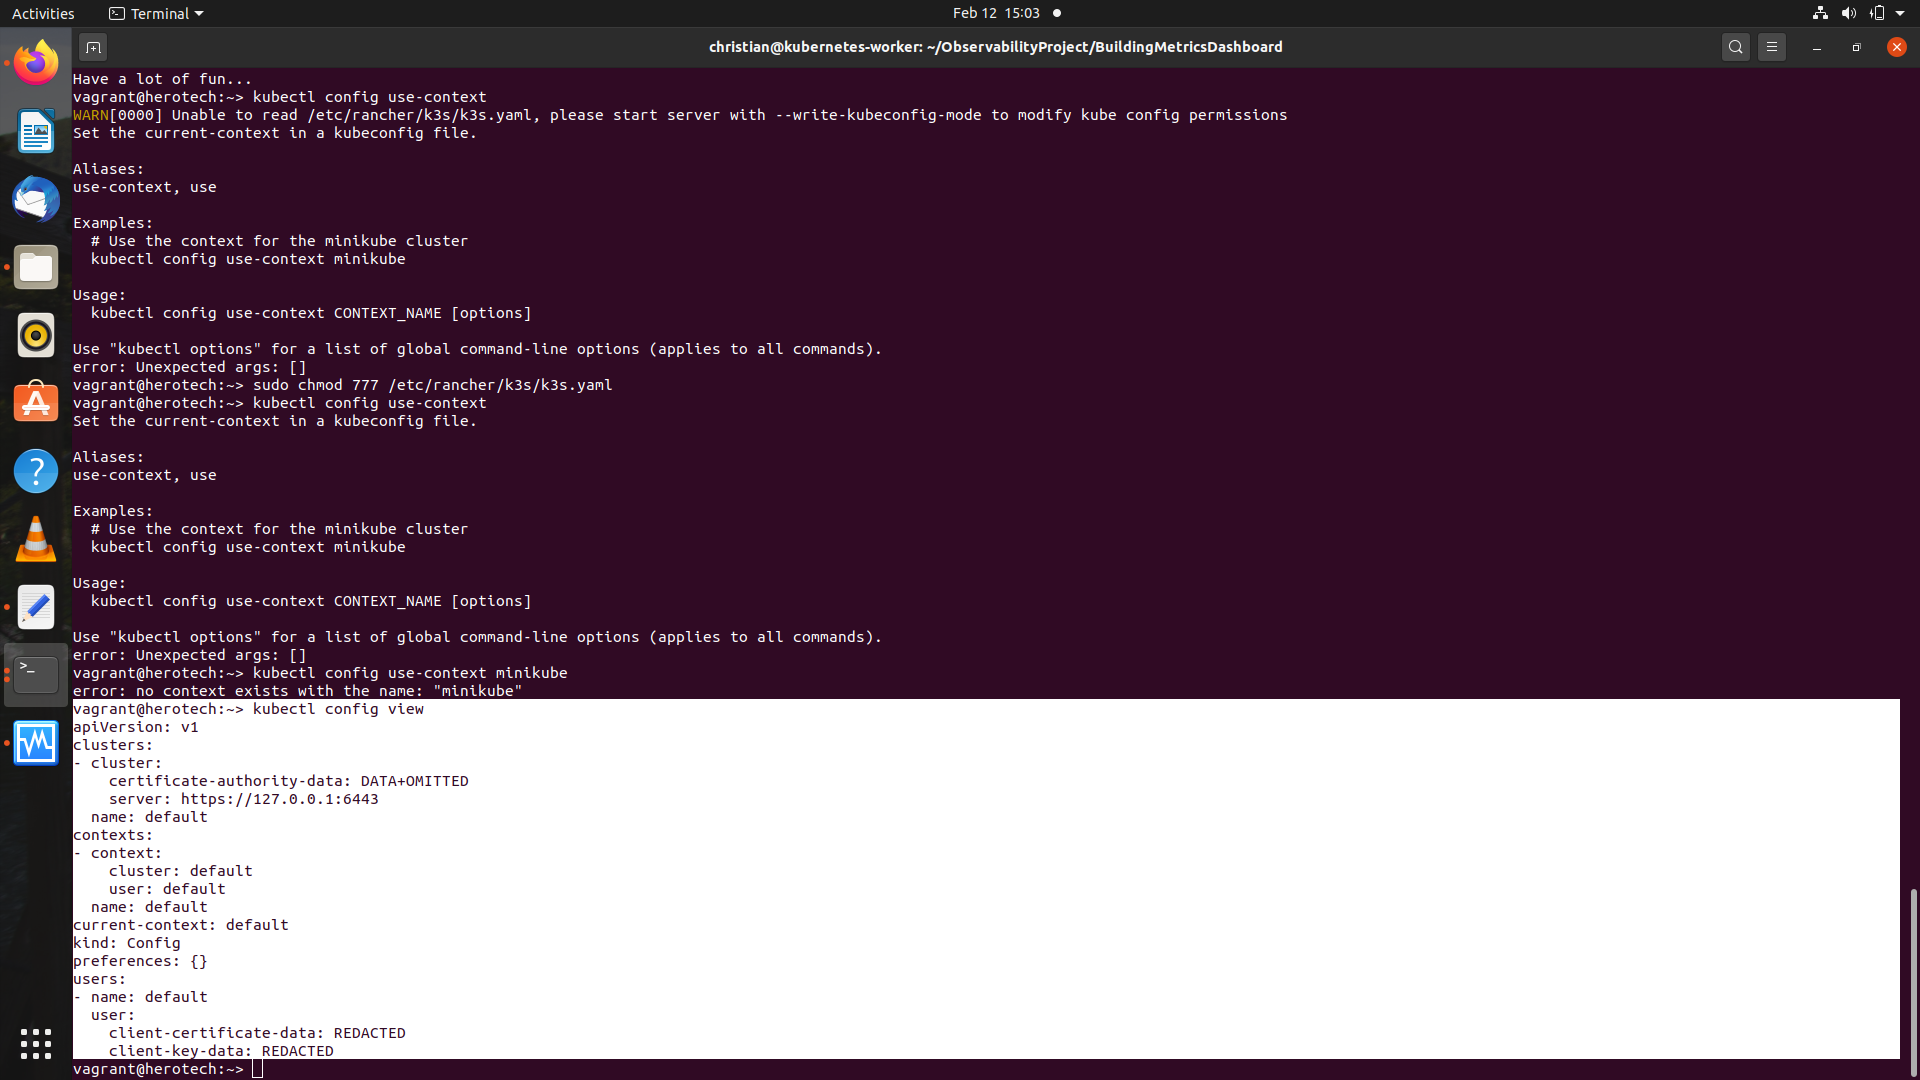 Activities
Terminal
Feb 12 15:03
christian@kubernetes-worker: ~/ObservabilityProject/BuildingMetricsDashboard
Have a lot of fun...
vagrant@herotech:~> kubectl config use-context
WARN[0000] Unable to read /etc/rancher/k3s/k3s.yaml, please start server with --write-kubeconfig-mode to modify kube config permissions
Set the current-context in a kubeconfig file.
Aliases:
use-context, use
Examples:
# Use the context for the minikube cluster
kubectl config use-context minikube
Usage:
kubectl config use-context CONTEXT_NAME [options]
Use "kubectl options" for a list of global command-line options (applies to all commands).
error: Unexpected args: []
vagrant@herotech:~> sudo chmod 777 /etc/rancher/k3s/k3s.yaml
vagrant@herotech:~> kubectl config use-context
Set the current-context in a kubeconfig file.
Aliases:
use-context, use
Examples:
# Use the context for the minikube cluster
kubectl config use-context minikube
Usage:
kubectl config use-context CONTEXT_NAME [options]
Use "kubectl options" for a list of global command-line options (applies to all commands).
error: Unexpected args: []
vagrant@herotech:~> kubectl config use-context minikube
error: no context exists with the name: "minikube"
vagrant@herotech:~> kubectl config view
apiVersion: v1
clusters:
- cluster:
certificate-authority-data: DATA+OMITTED
server: https://127.0.0.1:6443
name: default
contexts:
- context:
cluster: default
user: default
name: default
current-context: default
kind: Config
preferences: {}
users:
- name: default
user:
client-certificate-data: REDACTED
client-key-data: REDACTED
vagrant@herotech:~>